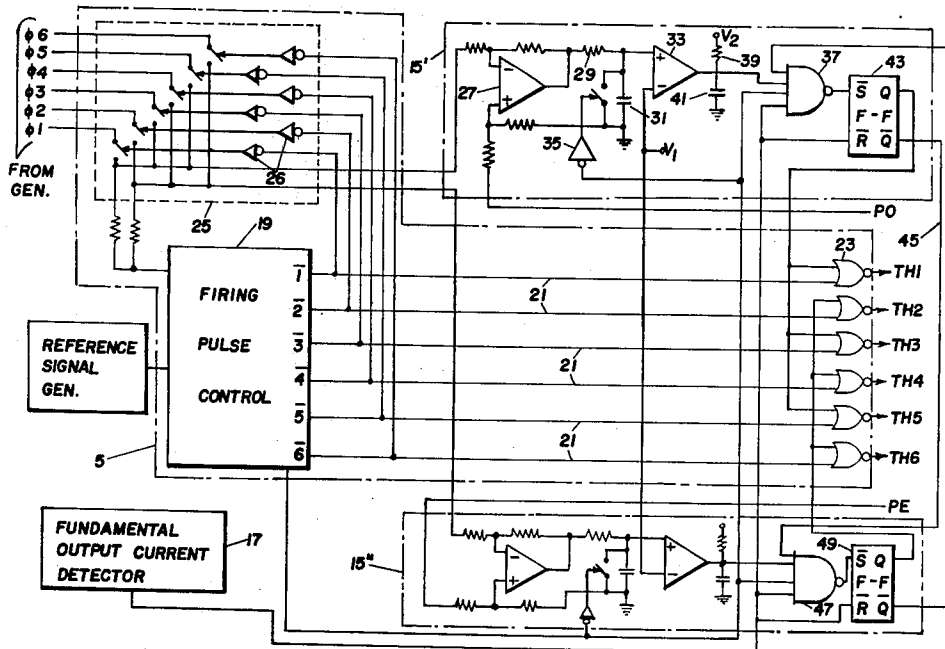 φ6
φ5
φ4
φ3
φ2
φ1
FROM
GEN.
26
25
19
FIRING
PULSE
CONTROL
1̅
2̅
3̅
4̅
5̅
6̅
REFERENCE
SIGNAL
GEN.
5
FUNDAMENTAL
OUTPUT CURRENT
DETECTOR
17
15'
27
29
31
35
33
V2
39
41
V1
37
43
S̅ Q
F-F
R̅ Q̅
PO
45
21
21
21
21
23
TH1
TH2
TH3
TH4
TH5
TH6
PE
15"
47
49
S̅ Q
F-F
R̅ Q̅